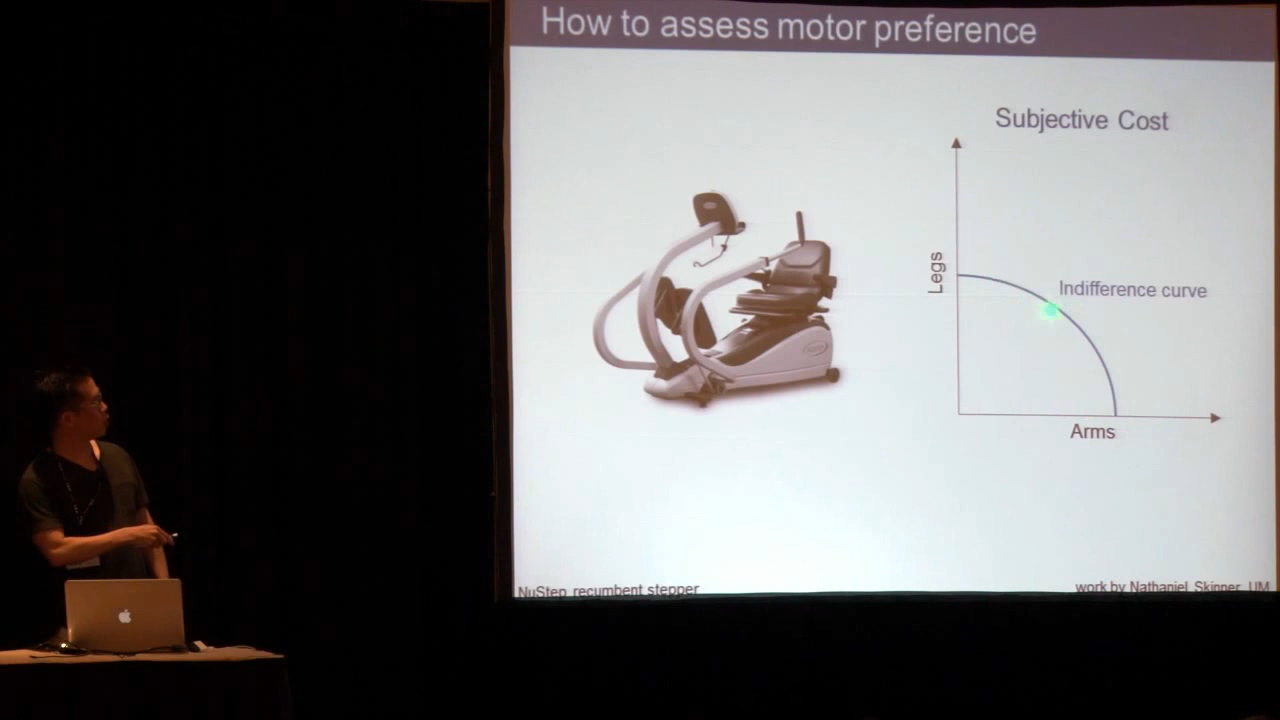 How to assess motor preference
Subjective Cost
Legs
Indifference curve
Arms
NuStep recumbent stepper
work by Nathaniel Skinner, UM